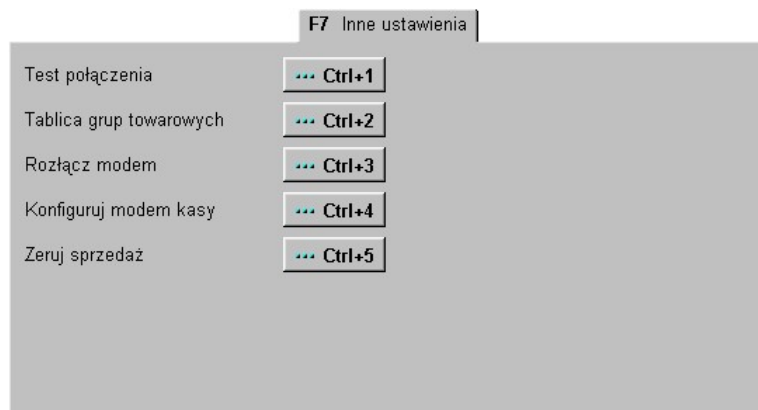 F7 Inne ustawienia
Test połączenia ... Ctrl+1
Tablica grup towarowych ... Ctrl+2
Rozłącz modem ... Ctrl+3
Konfiguruj modem kasy ... Ctrl+4
Zeruj sprzedaż ... Ctrl+5